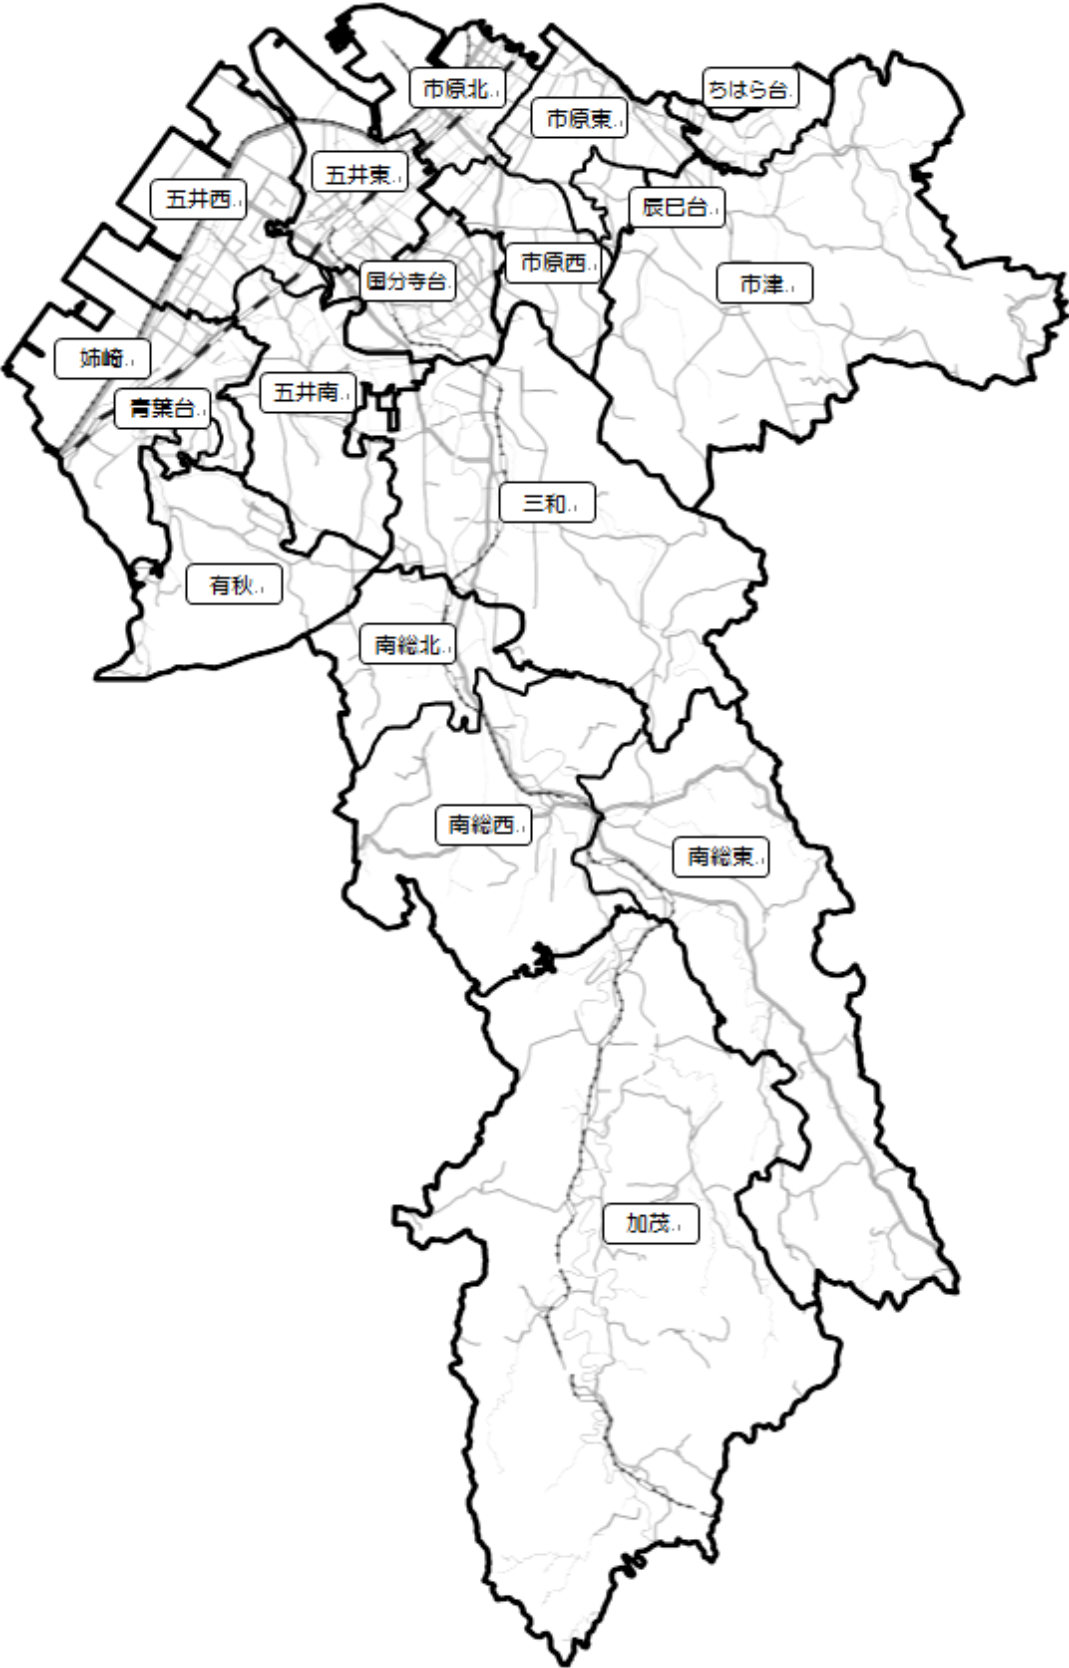 市原北
ちはら台
市原東
五井東
五井西
辰巳台
市原西
国分寺台
市津
姉崎
五井南
青葉台
三和
有秋
南総北
南総西
南総東
加茂